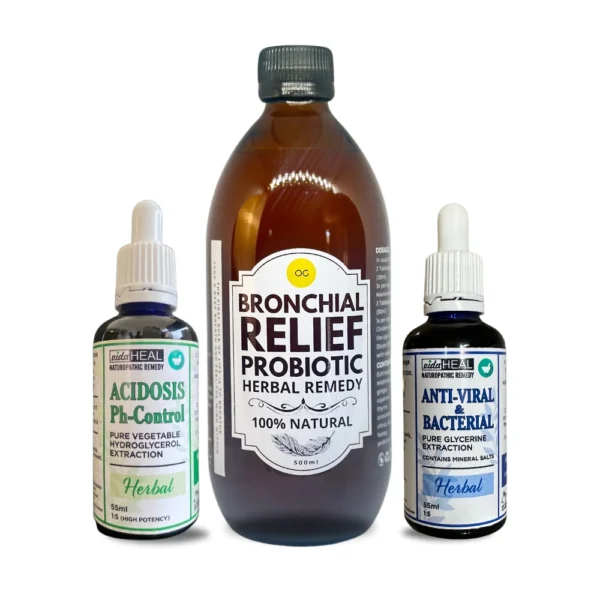 vidaHEAL
NATUROPATHIC REMEDY
ACIDOSIS
Ph-Control
PURE VEGETABLE
HYDROGLYCEROL
EXTRACTION
Herbal
55ml
1:5 (HIGH POTENCY)
OG
BRONCHIAL
RELIEF
PROBIOTIC
HERBAL REMEDY
100% NATURAL
500ml
vidaHEAL
NATUROPATHIC REMEDY
ANTI-VIRAL
&
BACTERIAL
PURE GLYCERINE
EXTRACTION
CONTAINS MINERAL SALTS
Herbal
55ml
1:5